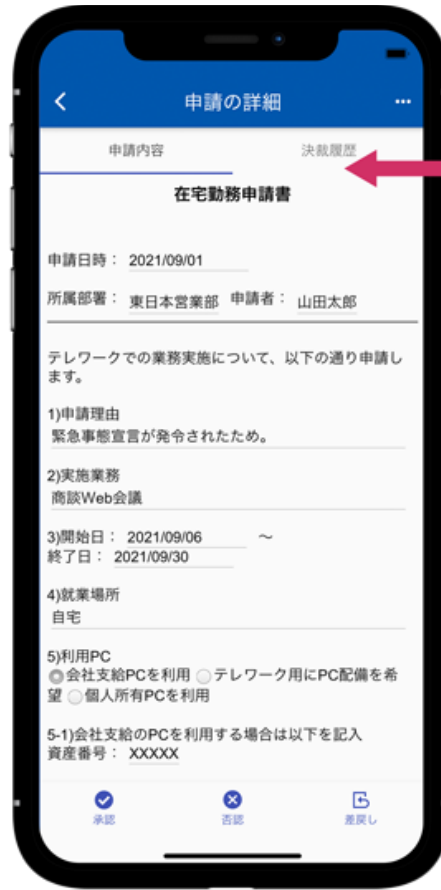 申請の詳細
申請内容 決裁履歴
在宅勤務申請書
申請日時： 2021/09/01
所属部署： 東日本営業部 申請者： 山田太郎
テレワークでの業務実施について、以下の通り申請し
ます。
1)申請理由
緊急事態宣言が発令されたため。
2)実施業務
商談Web会議
3)開始日： 2021/09/06 ～
終了日： 2021/09/30
4)就業場所
自宅
5)利用PC
会社支給PCを利用 テレワーク用にPC配備を希
望 個人所有PCを利用
5-1)会社支給のPCを利用する場合は以下を記入
資産番号： XXXXX
承認 否認 差戻し